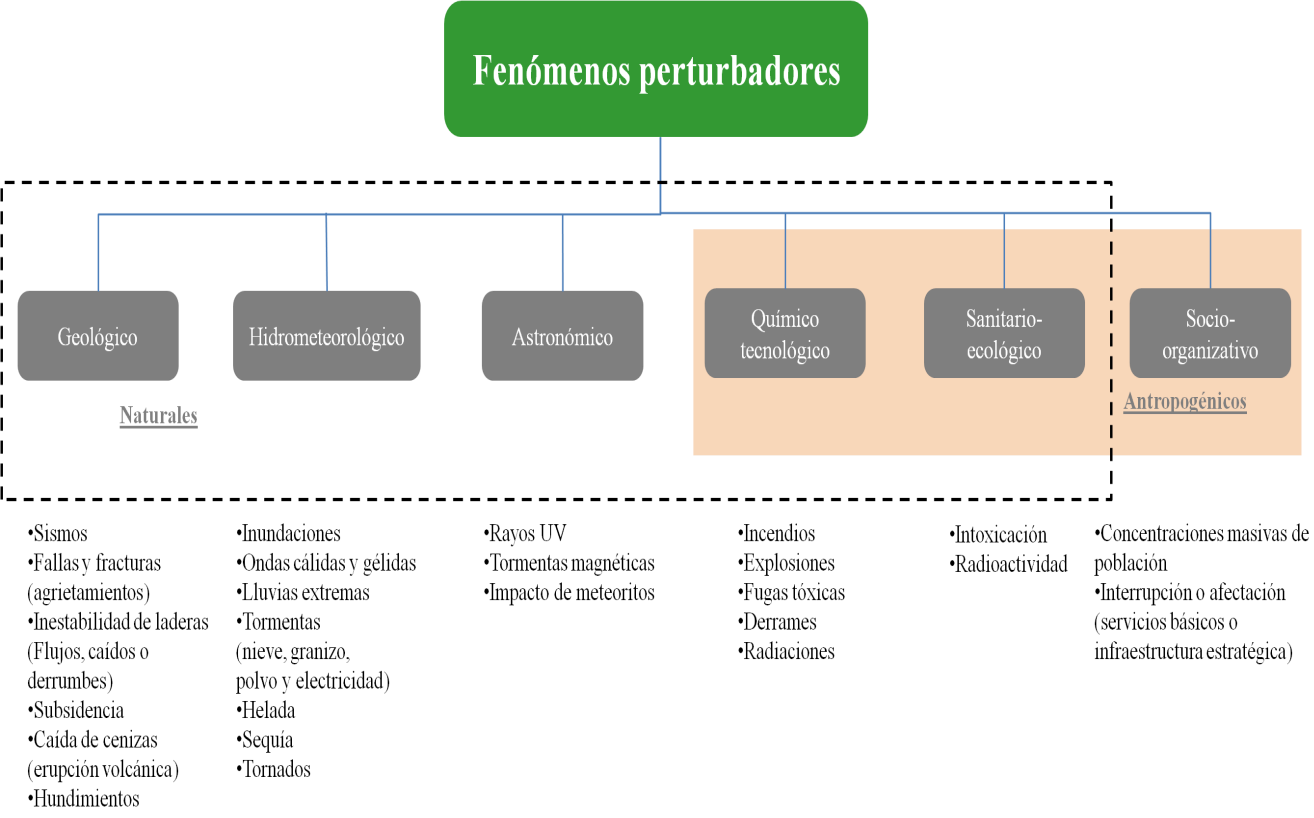 Fenómenos perturbadores
Geológico
Hidrometeorológico
Astronómico
Químico
tecnológico
Sanitario-
ecológico
Socio-
organizativo
Naturales
Antropogénicos
•Sismos
•Fallas y fracturas
(agrietamientos)
•Inestabilidad de laderas
(Flujos, caídos o
derrumbes)
•Subsidencia
•Caída de cenizas
(erupción volcánica)
•Hundimientos
•Inundaciones
•Ondas cálidas y gélidas
•Lluvias extremas
•Tormentas
(nieve, granizo,
polvo y electricidad)
•Helada
•Sequía
•Tornados
•Rayos UV
•Tormentas magnéticas
•Impacto de meteoritos
•Incendios
•Explosiones
•Fugas tóxicas
•Derrames
•Radiaciones
•Intoxicación
•Radioactividad
•Concentraciones masivas de
población
•Interrupción o afectación
(servicios básicos o
infraestructura estratégica)